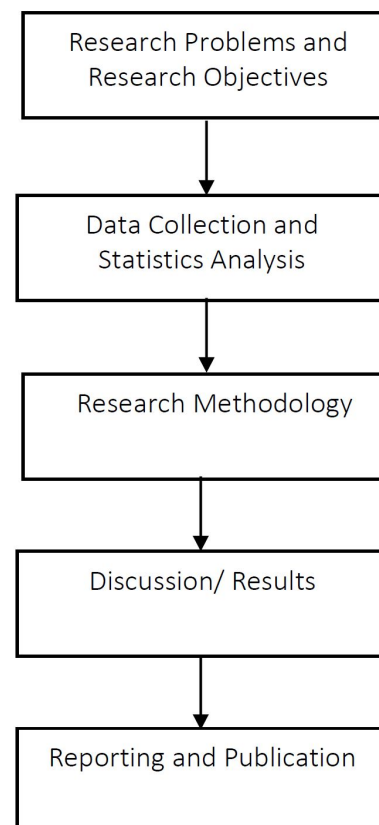 Research Problems and
Research Objectives
Data Collection and
Statistics Analysis
Research Methodology
Discussion/ Results
Reporting and Publication